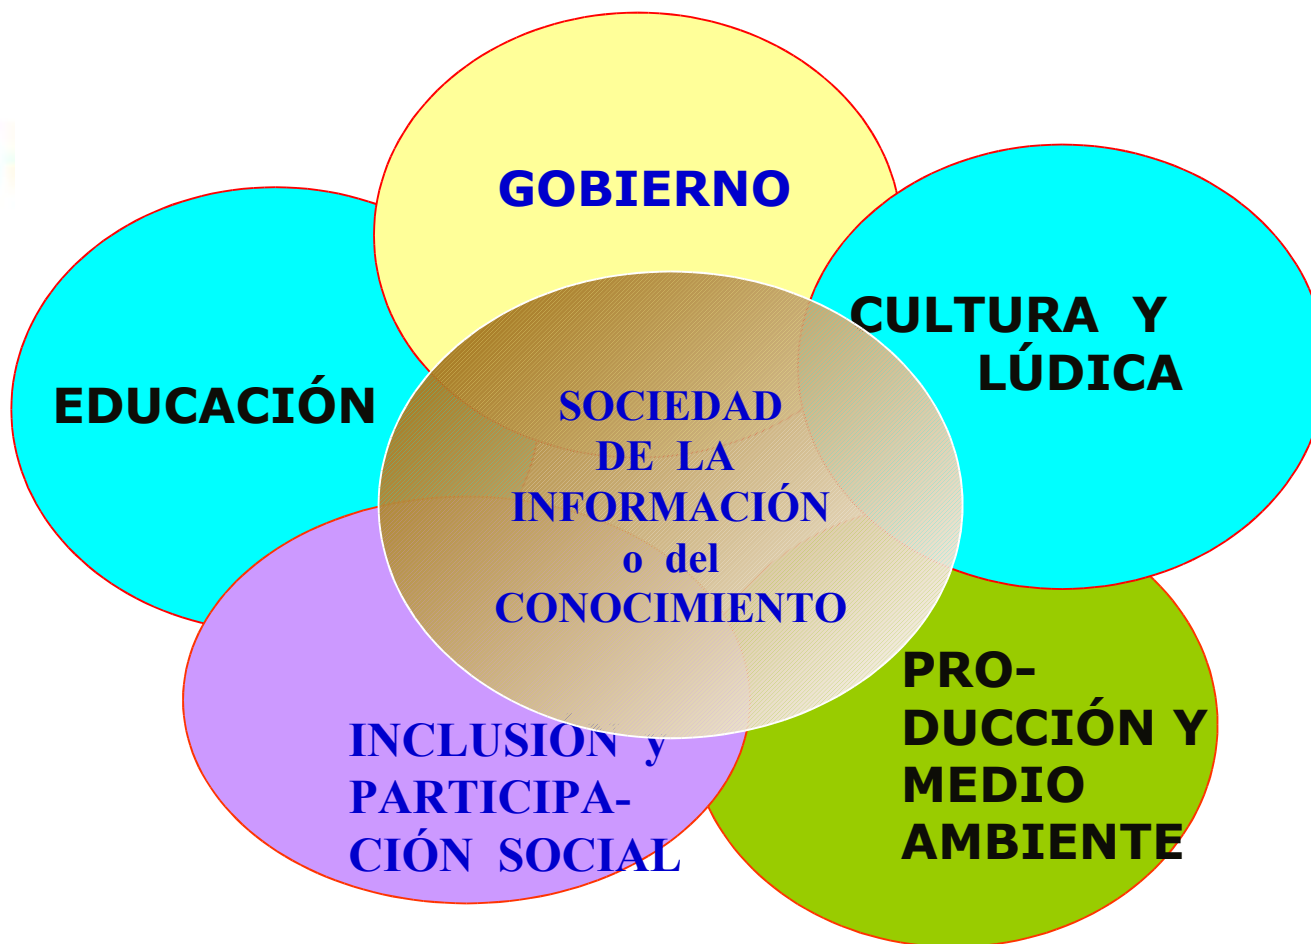 GOBIERNO
CULTURA Y
LÚDICA
EDUCACIÓN
SOCIEDAD
DE LA
INFORMACIÓN
o del
CONOCIMIENTO
PRO-
DUCCIÓN Y
MEDIO
AMBIENTE
INCLUSIÓN y
PARTICIPA-
CIÓN SOCIAL